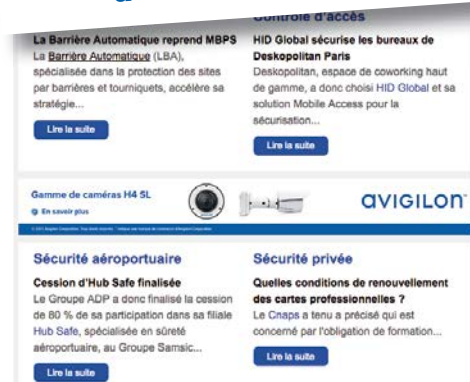 Contrôle d'accès
La Barrière Automatique reprend MBPS
La Barrière Automatique (LBA),
spécialisée dans la protection des sites
par barrières et tourniquets, accélère sa
stratégie...
Lire la suite
HID Global sécurise les bureaux de
Deskopolitan Paris
Deskopolitan, espace de coworking haut
de gamme, a donc choisi HID Global et sa
solution Mobile Access pour la
sécurisation...
Lire la suite
Gamme de caméras H4 SL
En savoir plus
avigilon
Sécurité aéroportuaire
Cession d'Hub Safe finalisée
Le Groupe ADP a donc finalisé la cession
de 80 % de sa participation dans sa filiale
Hub Safe, spécialisée en sûreté
aéroportuaire, au Groupe Samsic...
Lire la suite
Sécurité privée
Quelles conditions de renouvellement
des cartes professionnelles ?
Le Cnaps a tenu a précisé qui est
concerné par l'obligation de formation...
Lire la suite